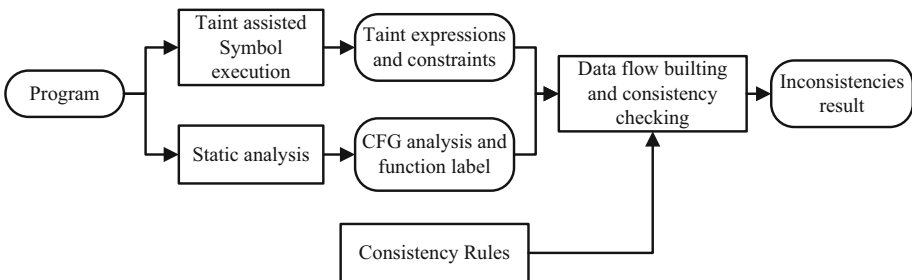 Program
Taint assisted
Symbol
execution
Taint expressions
and constraints
Static analysis
CFG analysis and
function label
Data flow builting
and consistency
checking
Inconsistencies
result
Consistency Rules